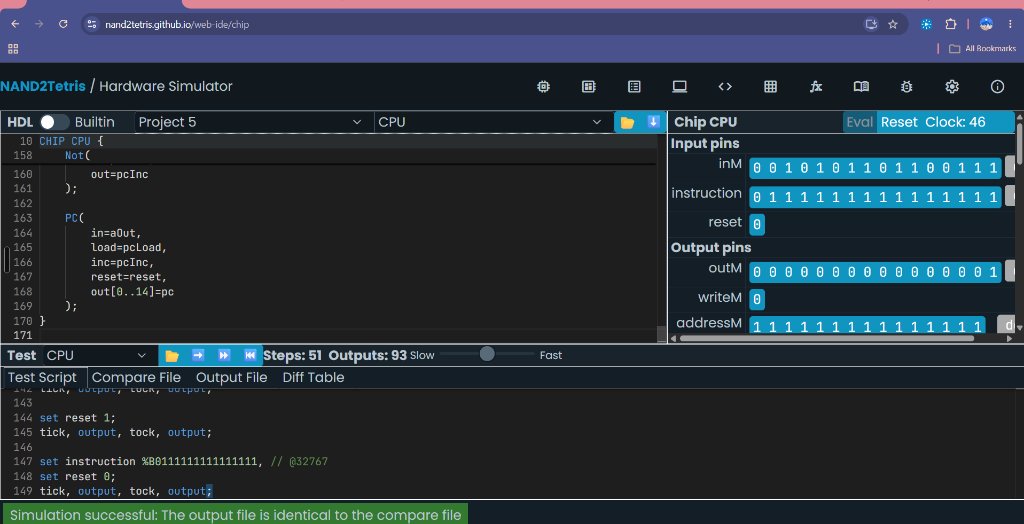 nand2tetris.github.io/web-ide/chip
All Bookmarks
NAND2Tetris / Hardware Simulator
HDL Builtin Project 5 CPU
10 CHIP CPU {
158 Not(
160 out=pcInc
161 );
162
163 PC(
164 in=aOut,
165 load=pcLoad,
166 inc=pcInc,
167 reset=reset,
168 out[0..14]=pc
169 );
170 }
171
Chip CPU Eval Reset Clock: 46
Input pins
inM 0 0 1 0 1 0 1 1 0 1 1 0 0 1 1 1
instruction 0 1 1 1 1 1 1 1 1 1 1 1 1 1 1 1
reset 0
Output pins
outM 0 0 0 0 0 0 0 0 0 0 0 0 0 0 0 1
writeM 0
addressM 1 1 1 1 1 1 1 1 1 1 1 1 1 1 1 d
Test CPU Steps: 51 Outputs: 93 Slow Fast
Test Script Compare File Output File Diff Table
142 tick, output, tock, output;
143
144 set reset 1;
145 tick, output, tock, output;
146
147 set instruction %B0111111111111111, // @32767
148 set reset 0;
149 tick, output, tock, output;
Simulation successful: The output file is identical to the compare file